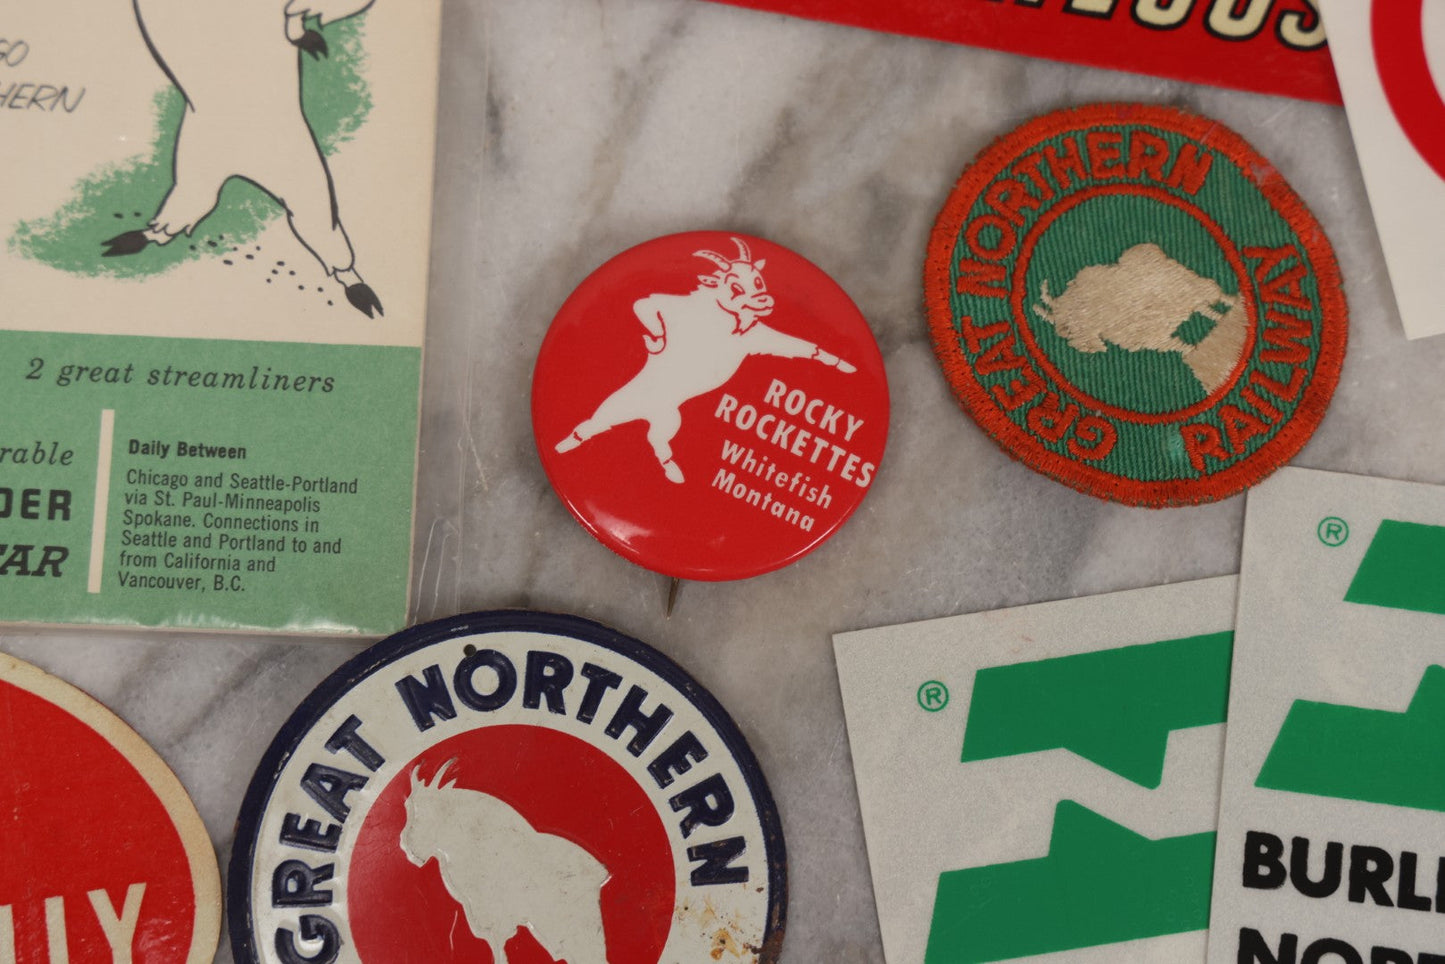 2 great streamliners
Daily Between
Chicago and Seattle-Portland
via St. Paul-Minneapolis
Spokane. Connections in
Seattle and Portland to and
from California and
Vancouver, B.C.
ROCKY
ROCKETTES
Whitefish
Montana
GREAT NORTHERN
RAILWAY
GREAT NORTHERN
®
®
BURL